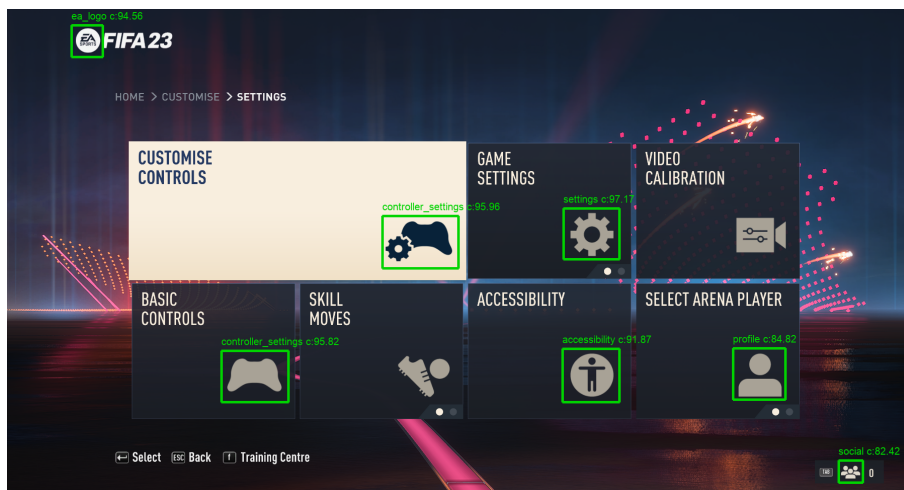 ea_logo c:94.56
EA SPORTS FIFA 23
HOME > CUSTOMISE > SETTINGS
CUSTOMISE
CONTROLS
controller_settings c:95.96
GAME
SETTINGS
settings c:97.17
VIDEO
CALIBRATION
BASIC
CONTROLS
controller_settings c:95.82
SKILL
MOVES
ACCESSIBILITY
accessibility c:91.87
SELECT ARENA PLAYER
profile c:84.82
Select ESC Back f Training Centre
social c:82.42
TAB 0